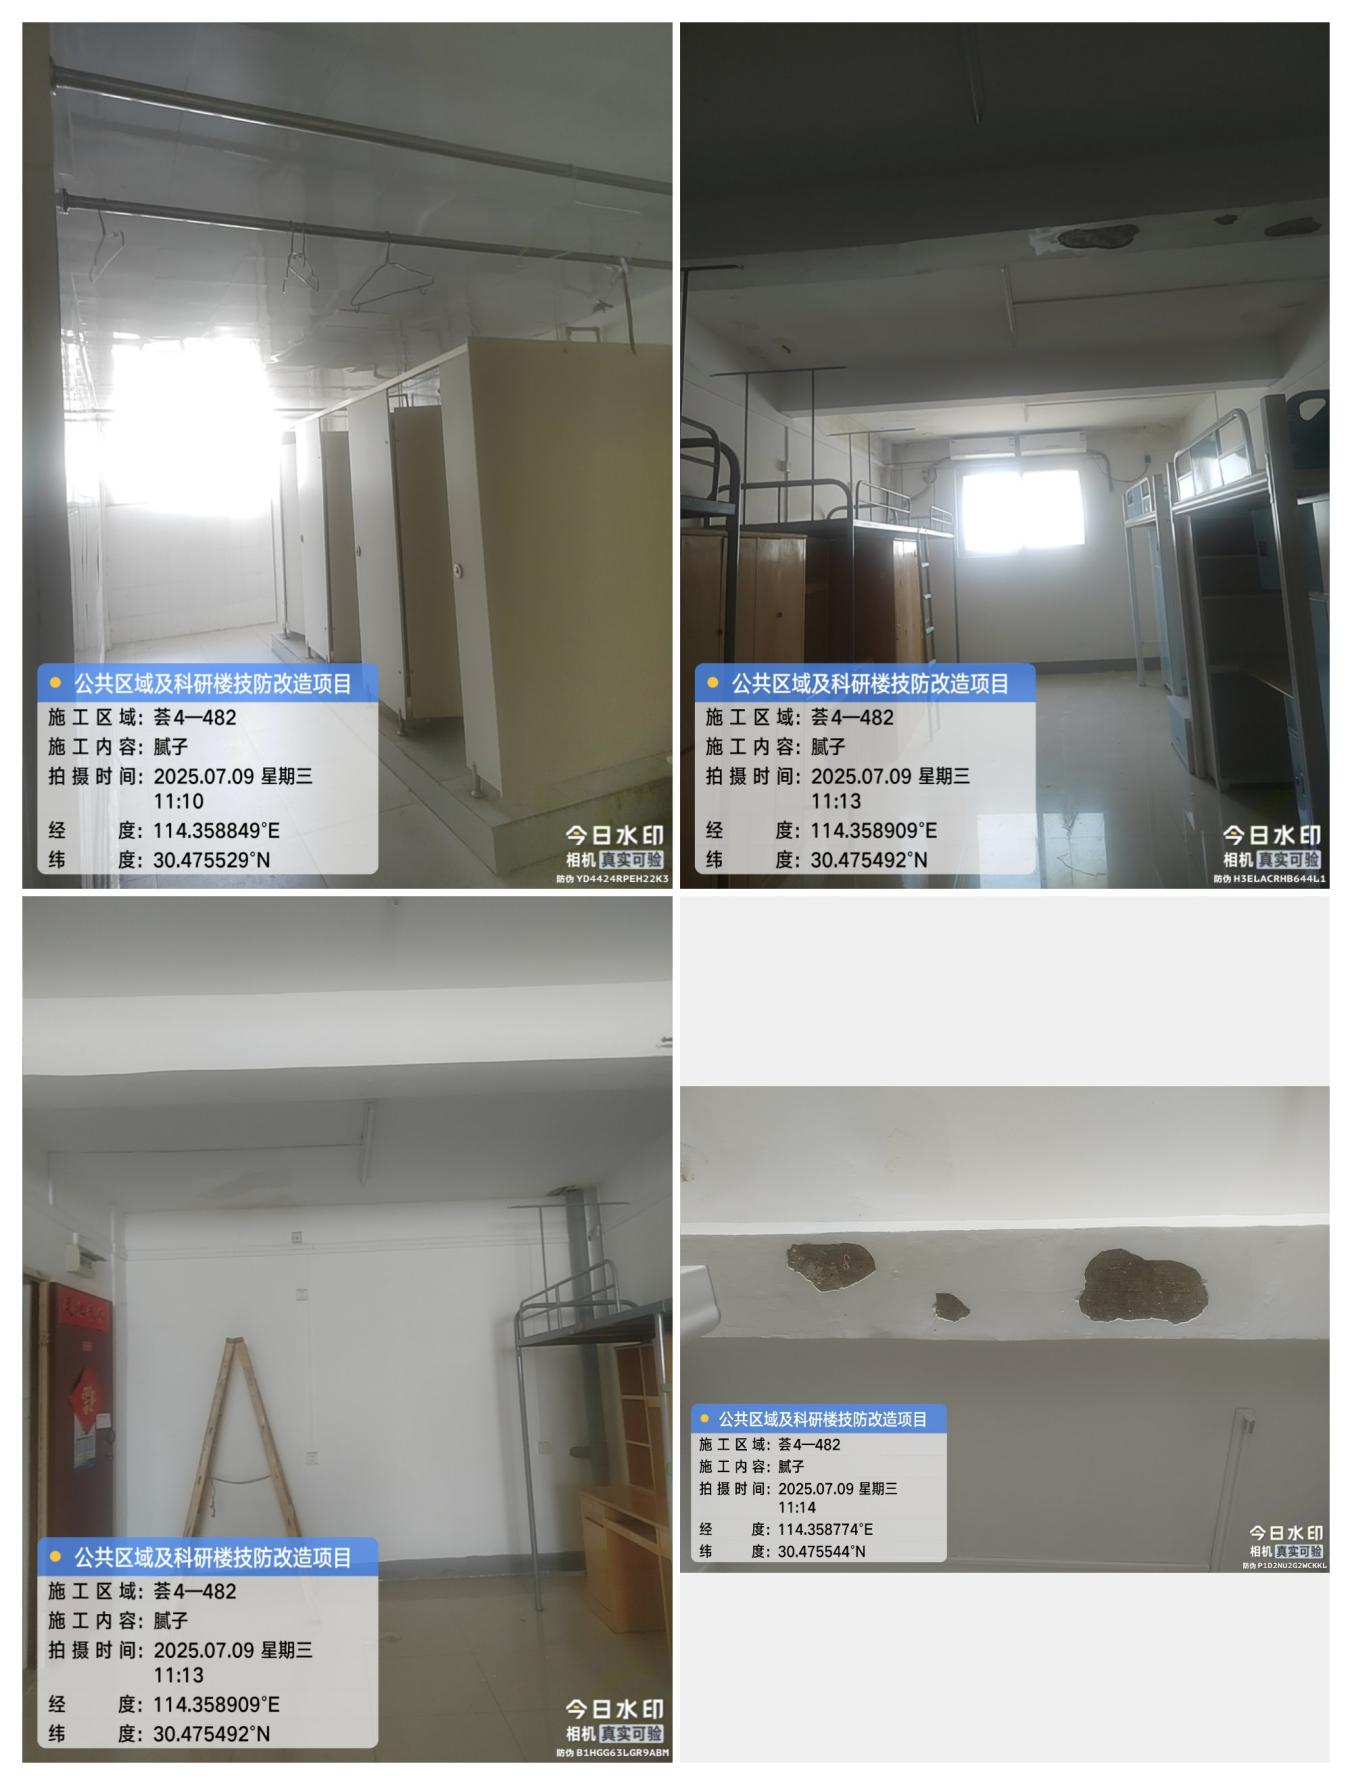 公共区域及科研楼技防改造项目
施工区域：荟4—482
施工内容：腻子
拍摄时间：2025.07.09 星期三
11:10
经度：114.358849°E
纬度：30.475529°N
今日水印
相机 真实可验
防伪 YD4424RPEH22K3
公共区域及科研楼技防改造项目
施工区域：荟4—482
施工内容：腻子
拍摄时间：2025.07.09 星期三
11:13
经度：114.358909°E
纬度：30.475492°N
今日水印
相机 真实可验
防伪 H3ELACRHB644L1
公共区域及科研楼技防改造项目
施工区域：荟4—482
施工内容：腻子
拍摄时间：2025.07.09 星期三
11:13
经度：114.358909°E
纬度：30.475492°N
今日水印
相机 真实可验
防伪 B1HGG63LGR9ABM
公共区域及科研楼技防改造项目
施工区域：荟4—482
施工内容：腻子
拍摄时间：2025.07.09 星期三
11:14
经度：114.358774°E
纬度：30.475544°N
今日水印
相机 真实可验
防伪 P1D2NU2G2WCKKL